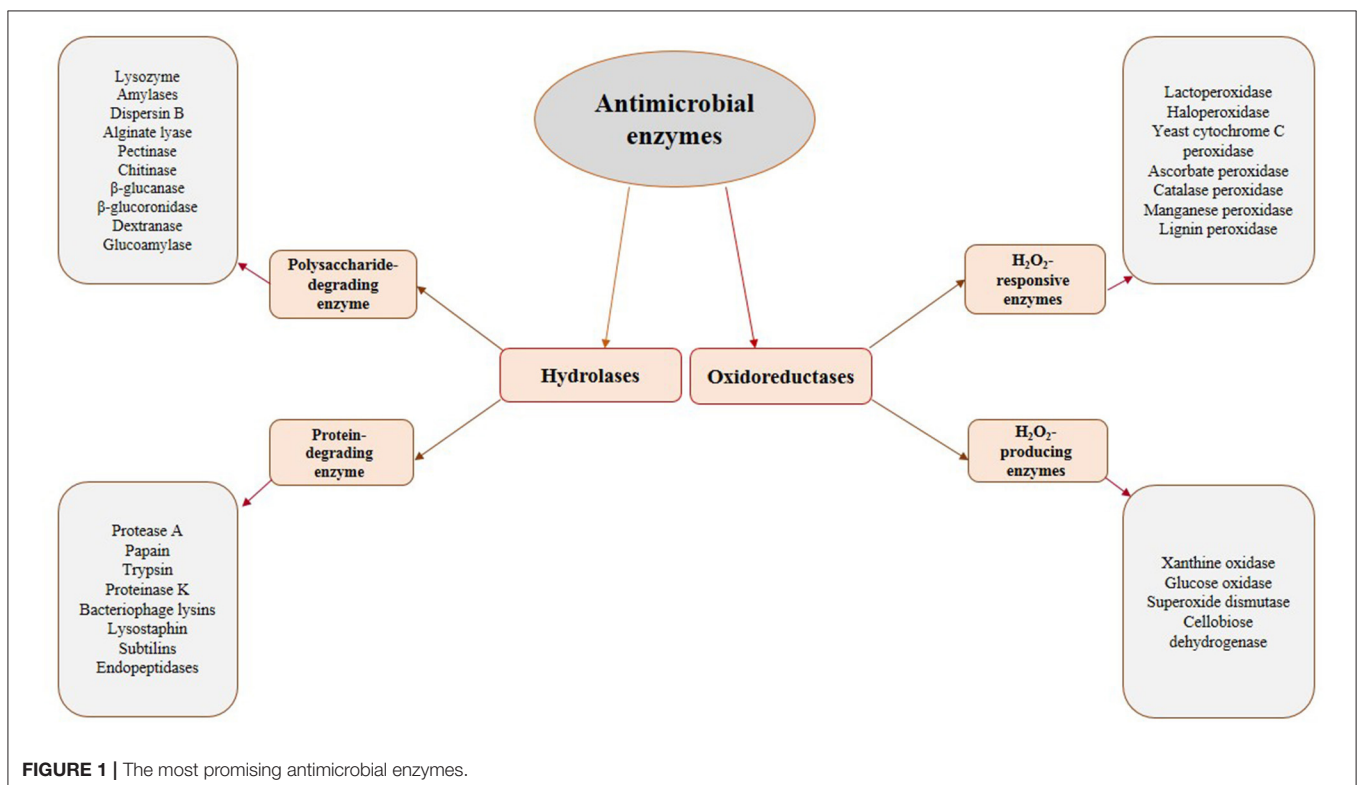 Antimicrobial
enzymes
Lysozyme
Amylases
Dispersin B
Alginate lyase
Pectinase
Chitinase
β-glucanase
β-glucoronidase
Dextranase
Glucoamylase
Lactoperoxidase
Haloperoxidase
Yeast cytochrome C
peroxidase
Ascorbate peroxidase
Catalase peroxidase
Manganese peroxidase
Lignin peroxidase
Polysaccharide-
degrading
enzyme
H₂O₂-
responsive
enzymes
Hydrolases
Oxidoreductases
Protein-
degrading
enzyme
H₂O₂-
producing
enzymes
Protease A
Papain
Trypsin
Proteinase K
Bacteriophage lysins
Lysostaphin
Subtilins
Endopeptidases
Xanthine oxidase
Glucose oxidase
Superoxide dismutase
Cellobiose
dehydrogenase
FIGURE 1 | The most promising antimicrobial enzymes.